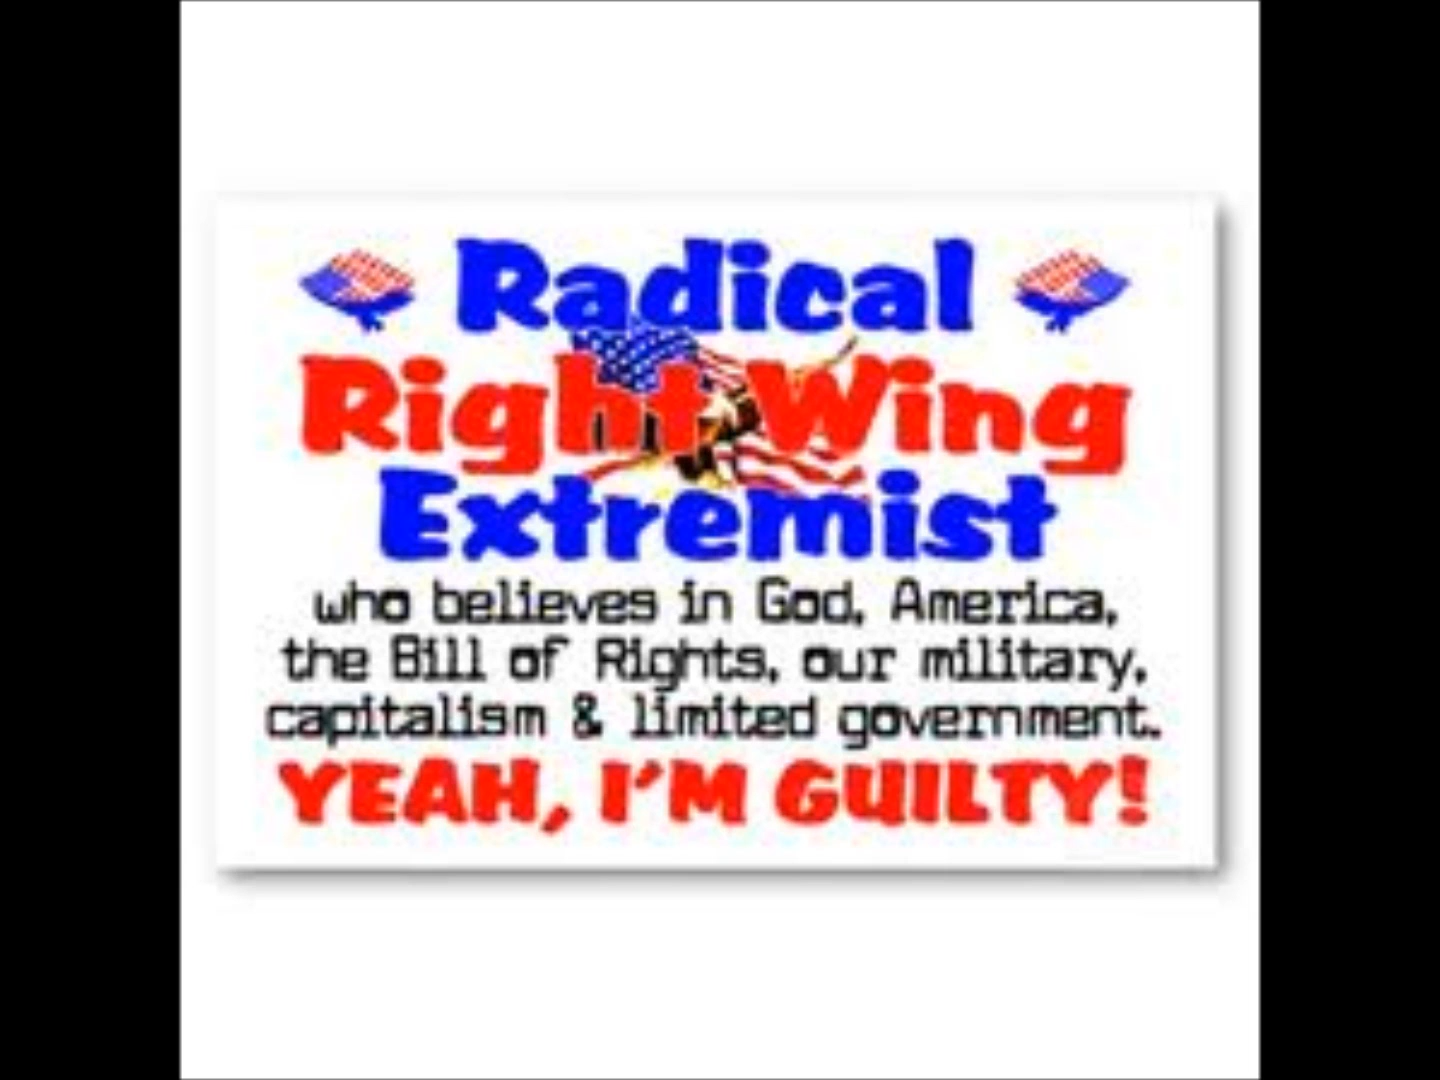 Radical
Right Wing
Extremist
who believes in God, America,
the Bill of Rights, our military,
capitalism & limited government.
YEAH, I'M GUILTY!